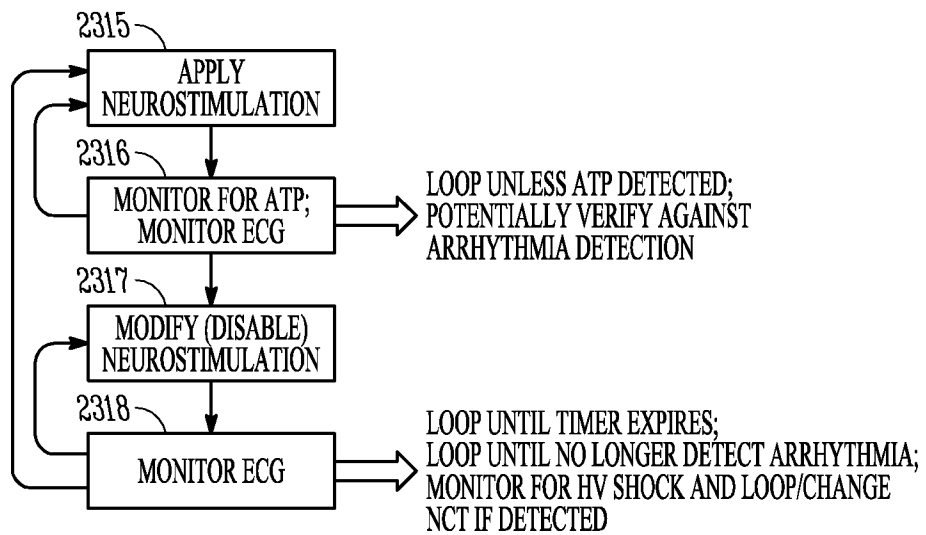 2315
APPLY
NEUROSTIMULATION
2316
MONITOR FOR ATP;
MONITOR ECG
LOOP UNLESS ATP DETECTED;
POTENTIALLY VERIFY AGAINST
ARRHYTHMIA DETECTION
2317
MODIFY (DISABLE)
NEUROSTIMULATION
2318
MONITOR ECG
LOOP UNTIL TIMER EXPIRES;
LOOP UNTIL NO LONGER DETECT ARRHYTHMIA;
MONITOR FOR HV SHOCK AND LOOP/CHANGE
NCT IF DETECTED